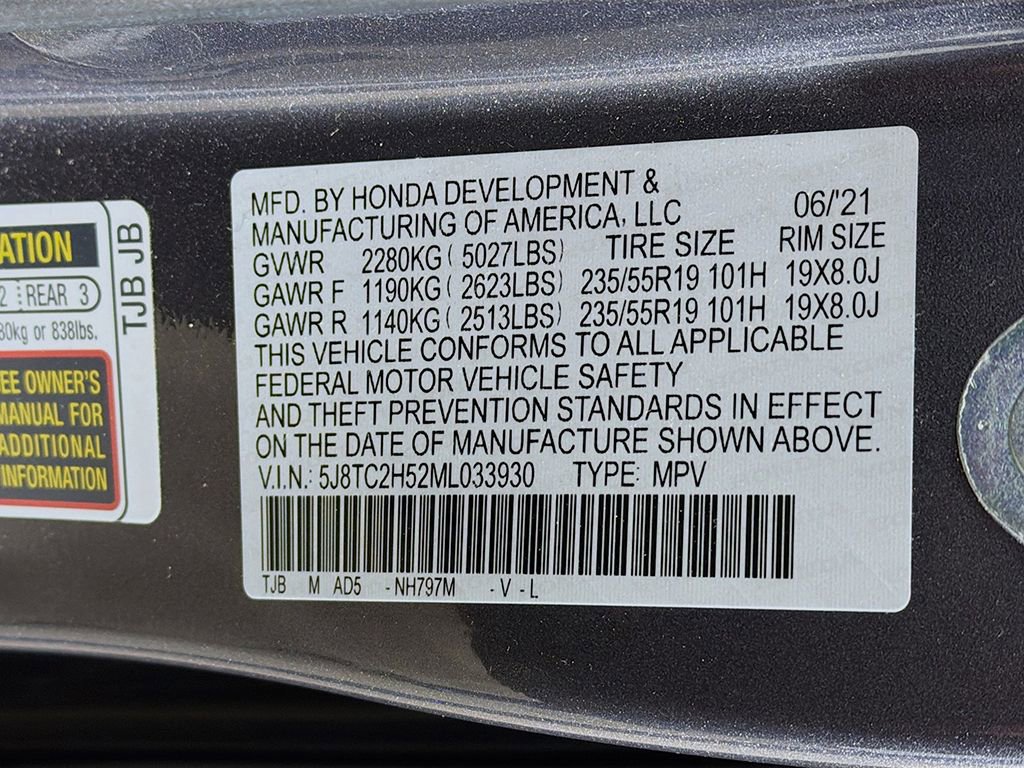 MFD. BY HONDA DEVELOPMENT &
MANUFACTURING OF AMERICA, LLC 06/'21
GVWR 2280KG ( 5027LBS) TIRE SIZE RIM SIZE
GAWR F 1190KG ( 2623LBS) 235/55R19 101H 19X8.0J
GAWR R 1140KG ( 2513LBS) 235/55R19 101H 19X8.0J
THIS VEHICLE CONFORMS TO ALL APPLICABLE
FEDERAL MOTOR VEHICLE SAFETY
AND THEFT PREVENTION STANDARDS IN EFFECT
ON THE DATE OF MANUFACTURE SHOWN ABOVE.
V.I.N.: 5J8TC2H52ML033930 TYPE: MPV
TJB M AD5 - NH797M - V - L
ATION
2 REAR 3
80kg or 838lbs.
EE OWNER'S
MANUAL FOR
ADDITIONAL
INFORMATION
TJB JB